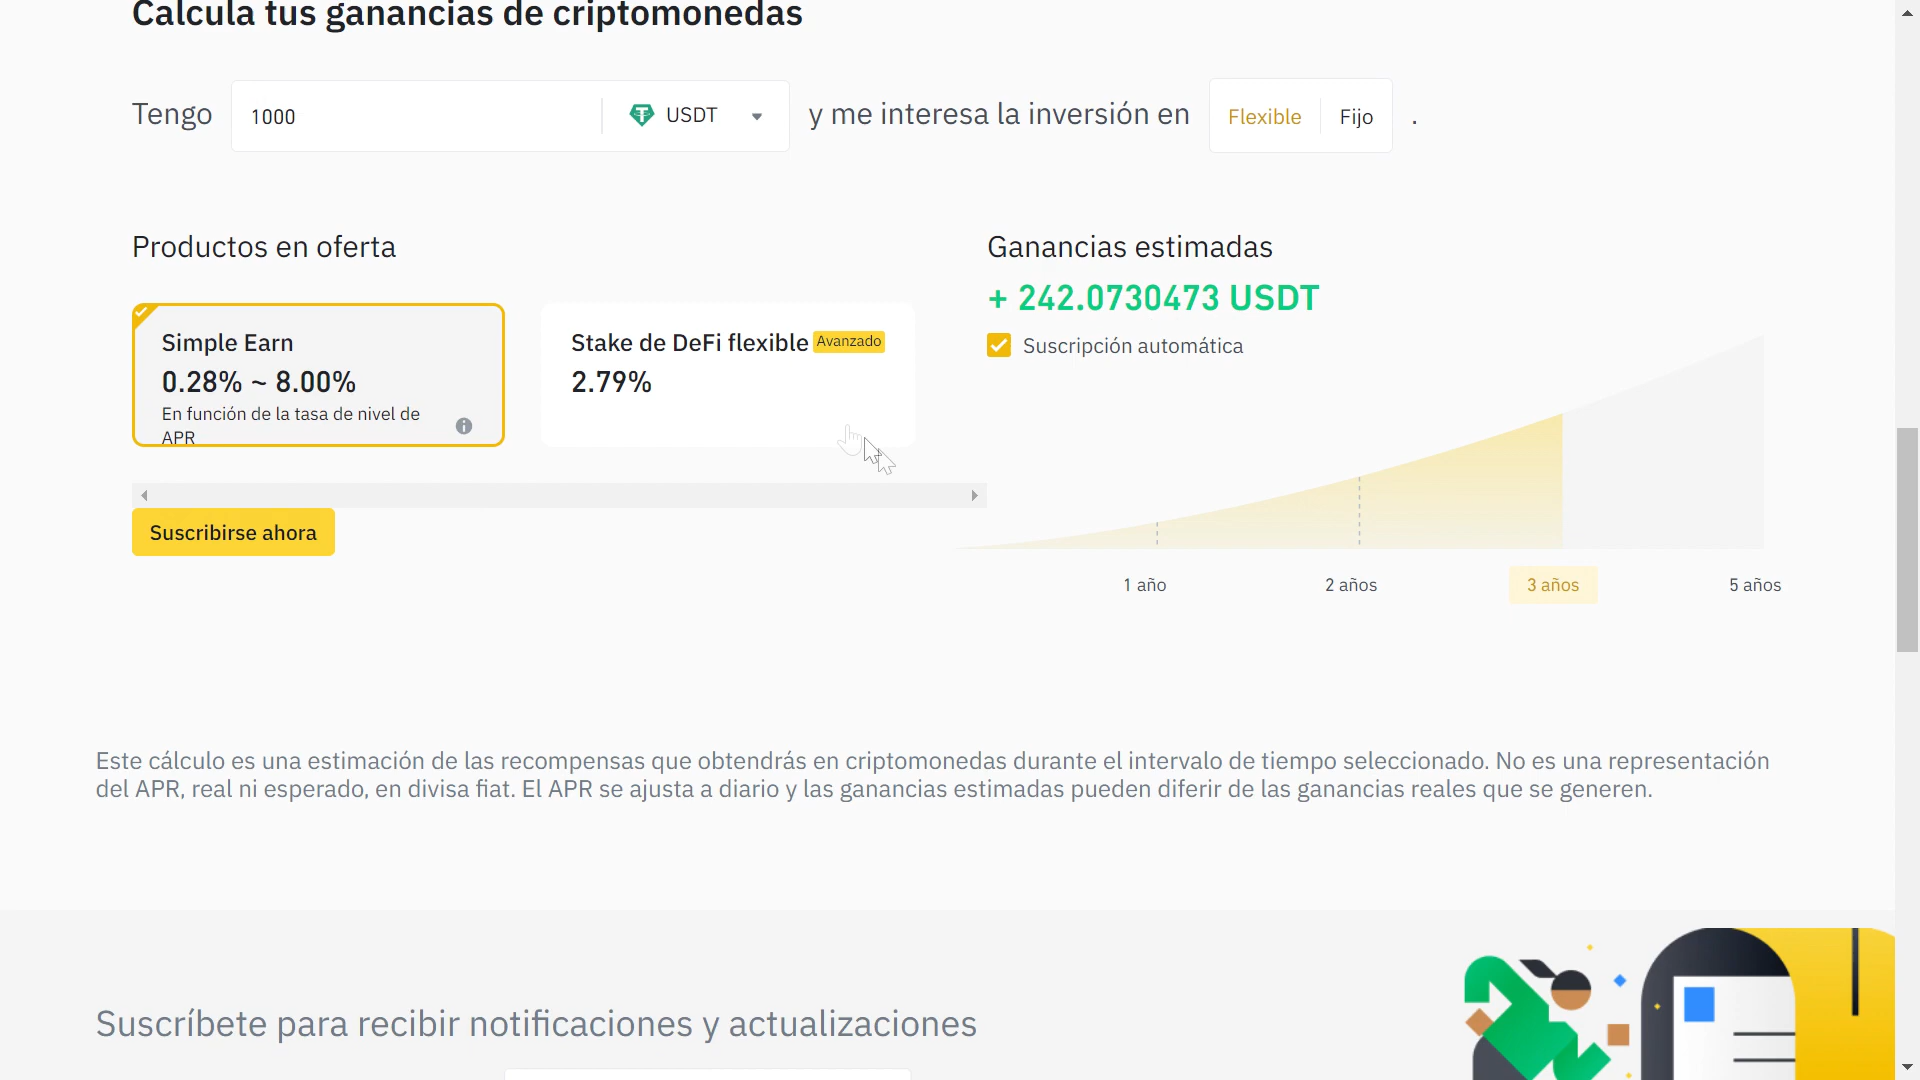 Calcula tus ganancias de criptomonedas
Tengo 1000 USDT y me interesa la inversión en Flexible Fijo .
Productos en oferta
Simple Earn
0.28% ~ 8.00%
En función de la tasa de nivel de
APR
Stake de DeFi flexible Avanzado
2.79%
Suscribirse ahora
Ganancias estimadas
+ 242.0730473 USDT
Suscripción automática
1 año 2 años 3 años 5 años
Este cálculo es una estimación de las recompensas que obtendrás en criptomonedas durante el intervalo de tiempo seleccionado. No es una representación
del APR, real ni esperado, en divisa fiat. El APR se ajusta a diario y las ganancias estimadas pueden diferir de las ganancias reales que se generen.
Suscríbete para recibir notificaciones y actualizaciones